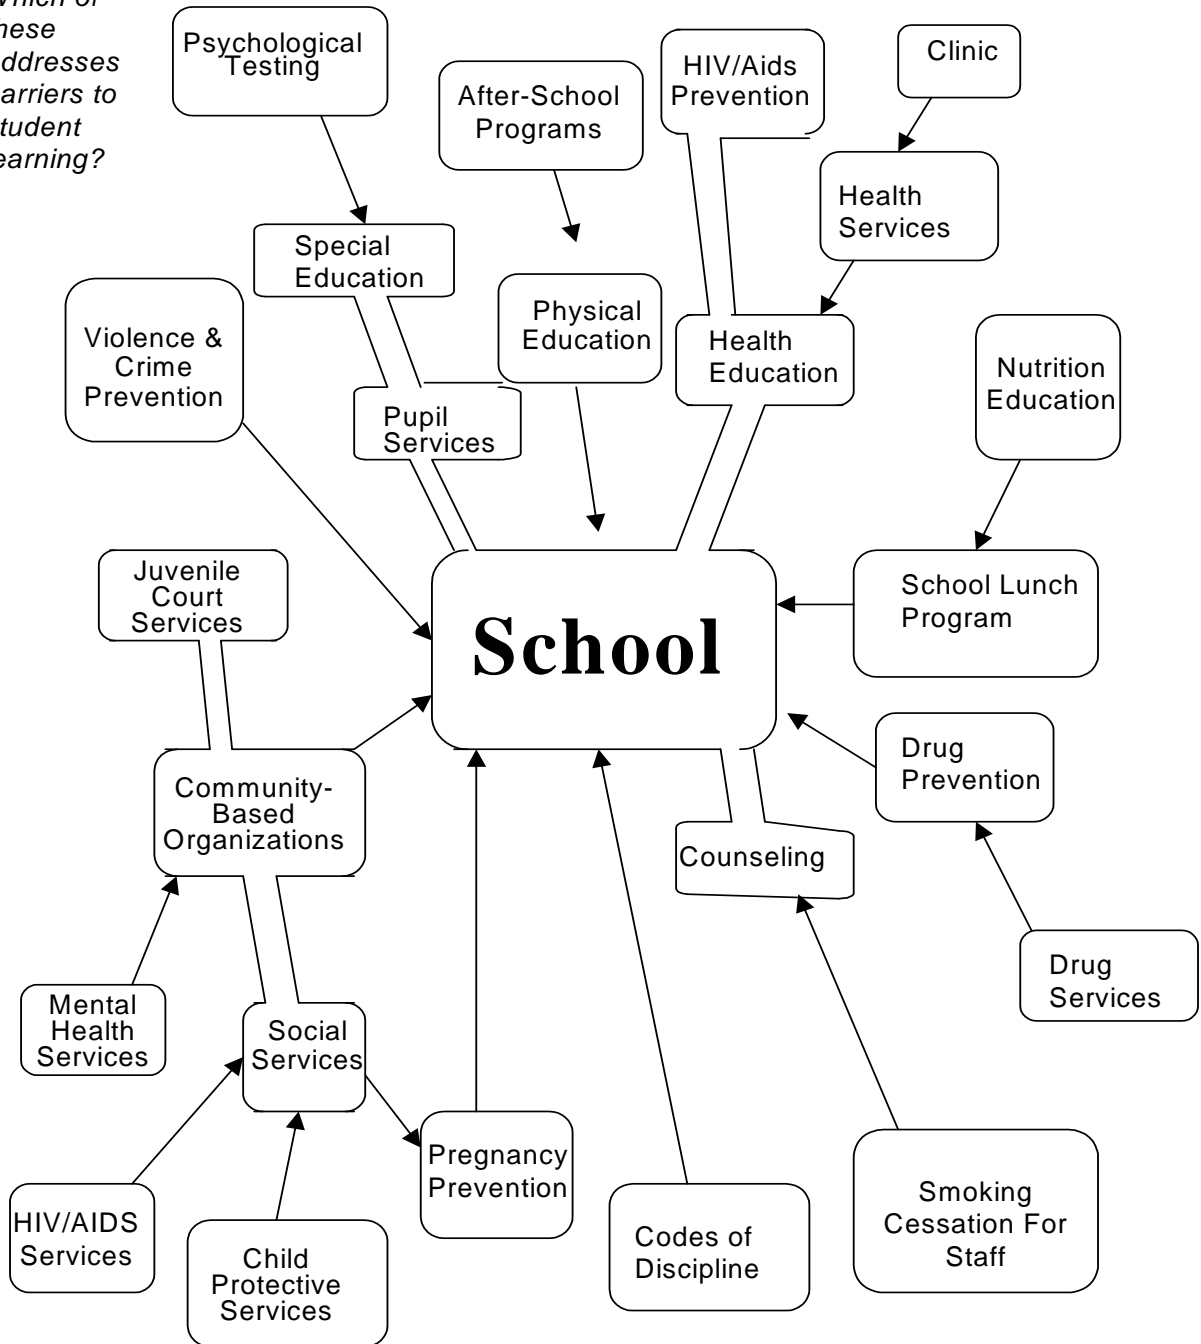 hich of
hese
ddresses
arriers to
tudent
earning?
Psychological
Testing
After-School
Programs
HIV/Aids
Prevention
Clinic
Health
Services
Special
Education
Violence &
Crime
Prevention
Physical
Education
Health
Education
Nutrition
Education
Pupil
Services
Juvenile
Court
Services
School
School Lunch
Program
Drug
Prevention
Community-
Based
Organizations
Counseling
Drug
Services
Mental
Health
Services
Social
Services
Pregnancy
Prevention
HIV/AIDS
Services
Child
Protective
Services
Codes of
Discipline
Smoking
Cessation For
Staff